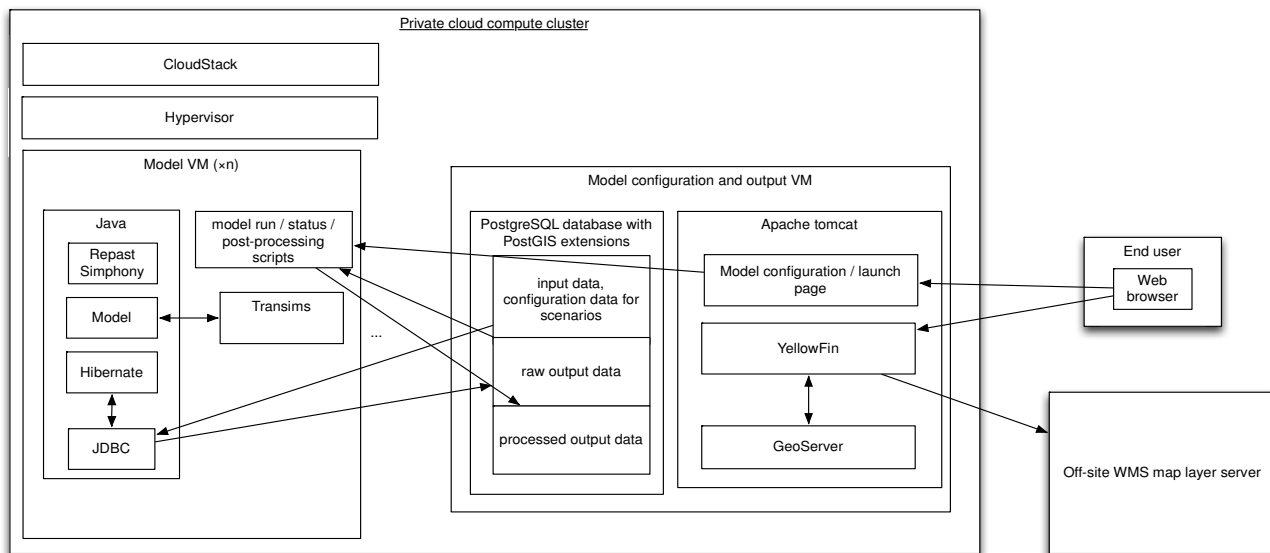 Private cloud compute cluster
CloudStack
Hypervisor
Model VM (×n)
Java
Repast
Simphony
Model
Hibernate
JDBC
model run / status /
post-processing
scripts
Transims
...
Model configuration and output VM
PostgreSQL database with
PostGIS extensions
input data,
configuration data for
scenarios
raw output data
processed output data
Apache tomcat
Model configuration / launch
page
YellowFin
GeoServer
End user
Web
browser
Off-site WMS map layer server